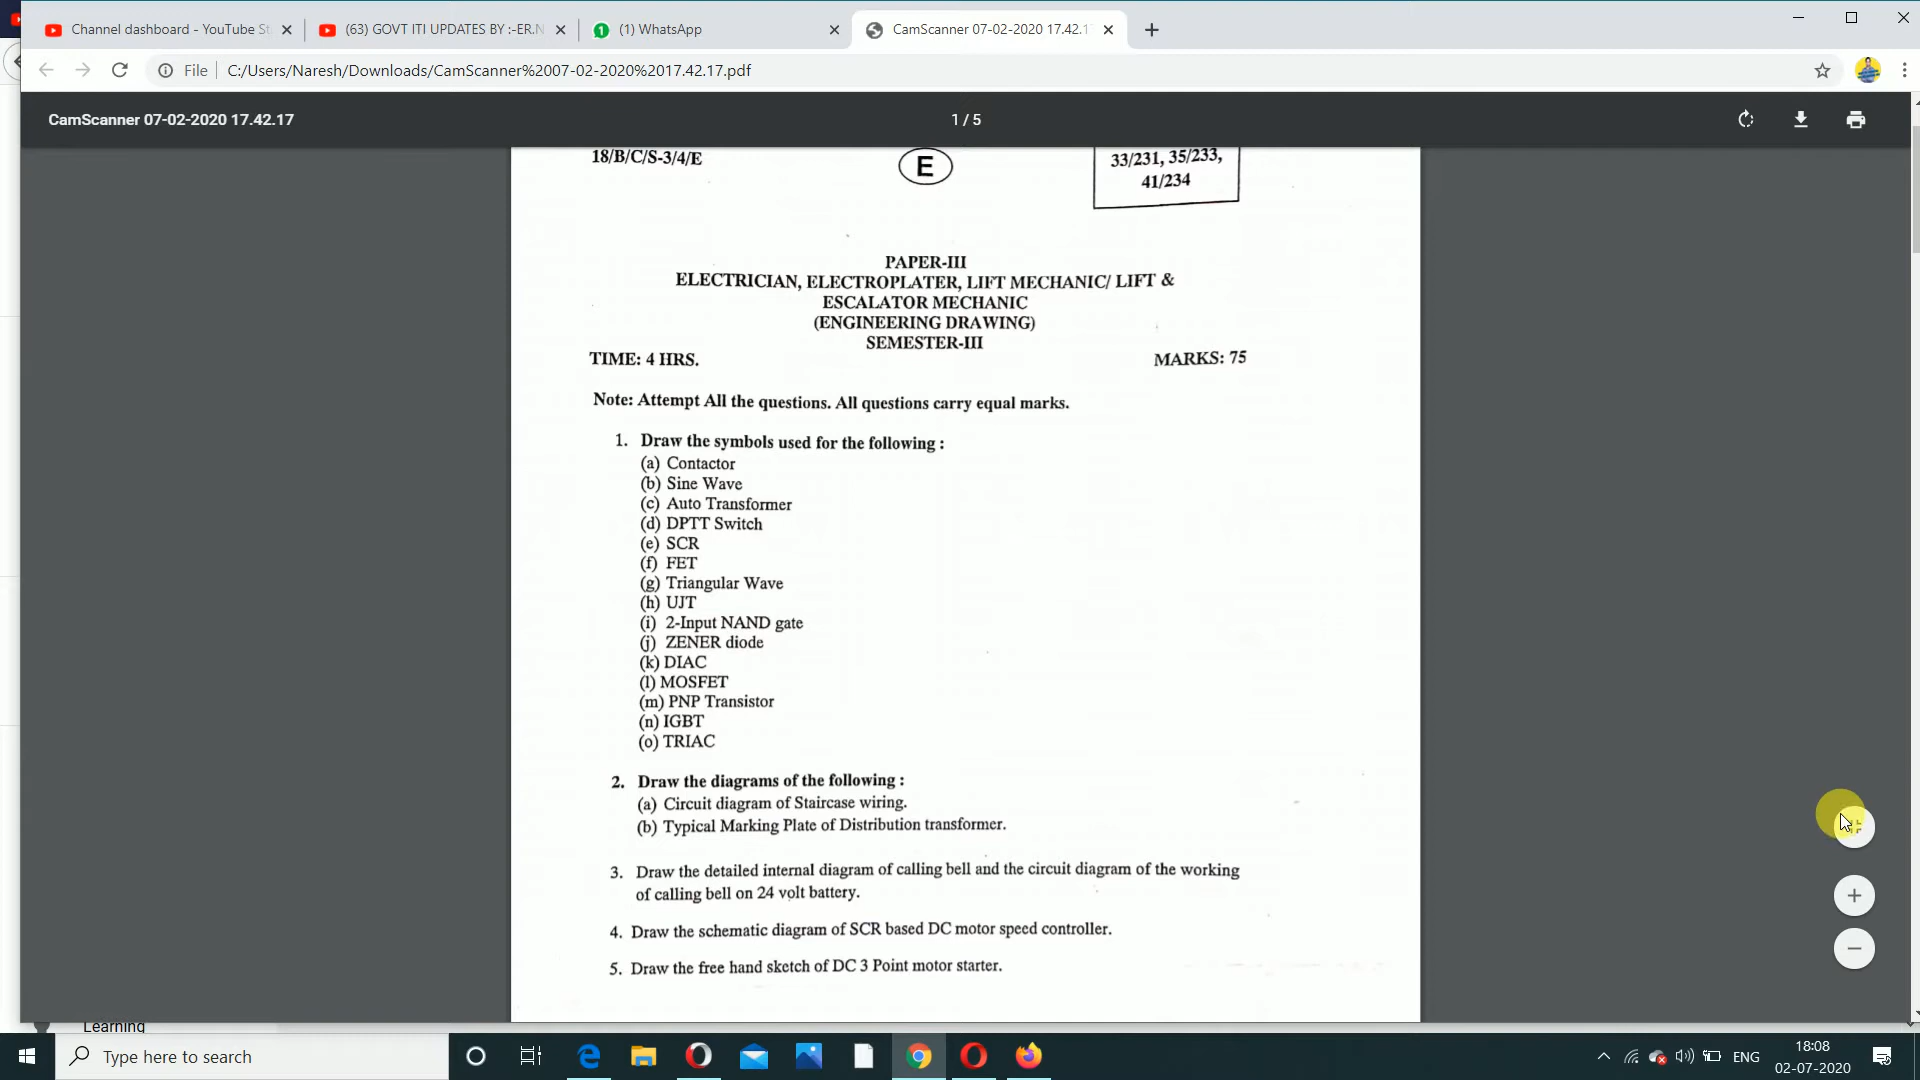 Channel dashboard - YouTube St
(63) GOVT ITI UPDATES BY :-ER.N
(1) WhatsApp
CamScanner 07-02-2020 17.42.1
File
C:/Users/Naresh/Downloads/CamScanner%2007-02-2020%2017.42.17.pdf
CamScanner 07-02-2020 17.42.17
1 / 5
18/B/C/S-3/4/E
E
33/231, 35/233,
41/234
PAPER-III
ELECTRICIAN, ELECTROPLATER, LIFT MECHANIC/ LIFT &
ESCALATOR MECHANIC
(ENGINEERING DRAWING)
SEMESTER-III
TIME: 4 HRS.
MARKS: 75
Note: Attempt All the questions. All questions carry equal marks.
1. Draw the symbols used for the following :
(a) Contactor
(b) Sine Wave
(c) Auto Transformer
(d) DPTT Switch
(e) SCR
(f) FET
(g) Triangular Wave
(h) UJT
(i) 2-Input NAND gate
(j) ZENER diode
(k) DIAC
(l) MOSFET
(m) PNP Transistor
(n) IGBT
(o) TRIAC
2. Draw the diagrams of the following :
(a) Circuit diagram of Staircase wiring.
(b) Typical Marking Plate of Distribution transformer.
3. Draw the detailed internal diagram of calling bell and the circuit diagram of the working
of calling bell on 24 volt battery.
4. Draw the schematic diagram of SCR based DC motor speed controller.
5. Draw the free hand sketch of DC 3 Point motor starter.
Learning
Type here to search
ENG
18:08
02-07-2020